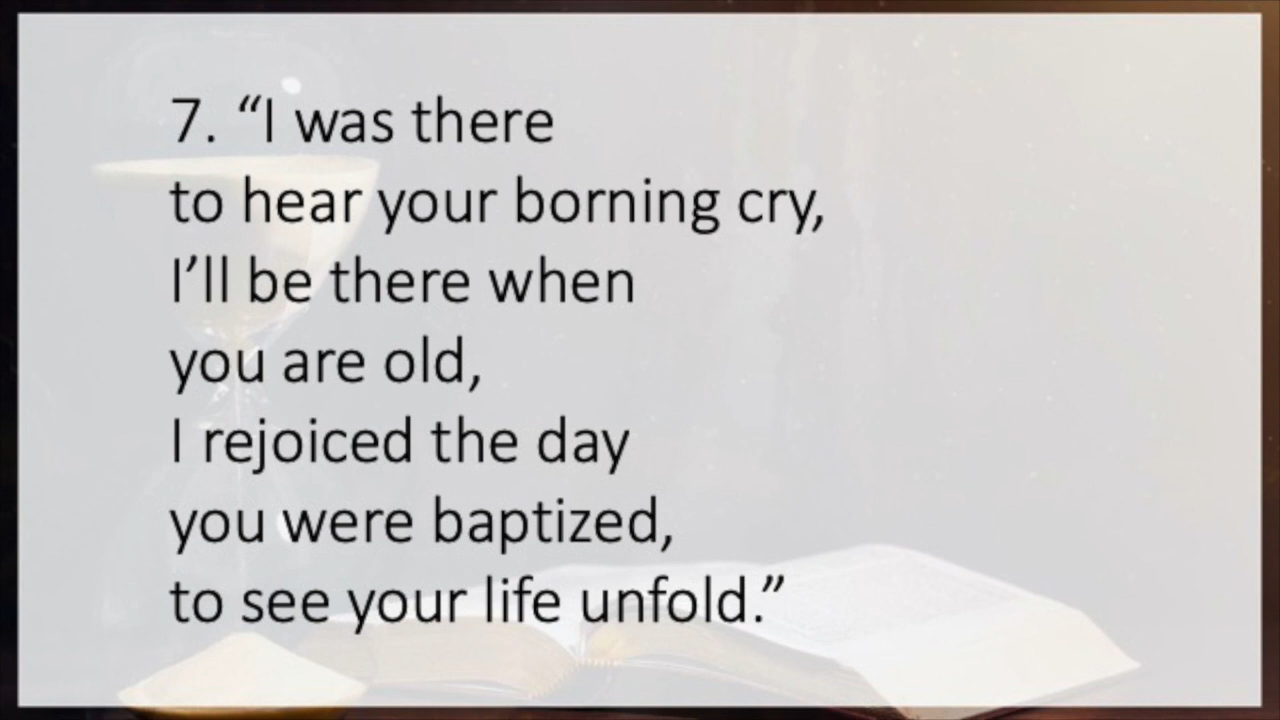 7. “I was there
to hear your borning cry,
I’ll be there when
you are old,
I rejoiced the day
you were baptized,
to see your life unfold.”